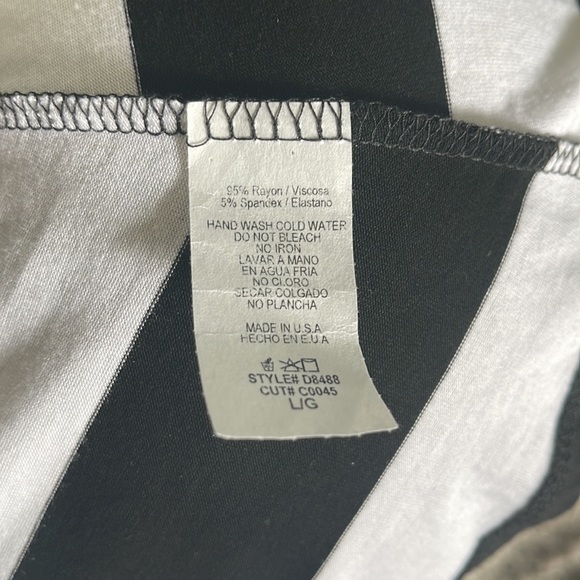 95% Rayon / Viscosa
5% Spandex / Elastano
HAND WASH COLD WATER
DO NOT BLEACH
NO IRON
LAVAR A MANO
EN AGUA FRIA
NO CLORO
SECAR COLGADO
NO PLANCHA
MADE IN U.S.A
HECHO EN E.U.A
STYLE# D8488
CUT# C0045
L/G